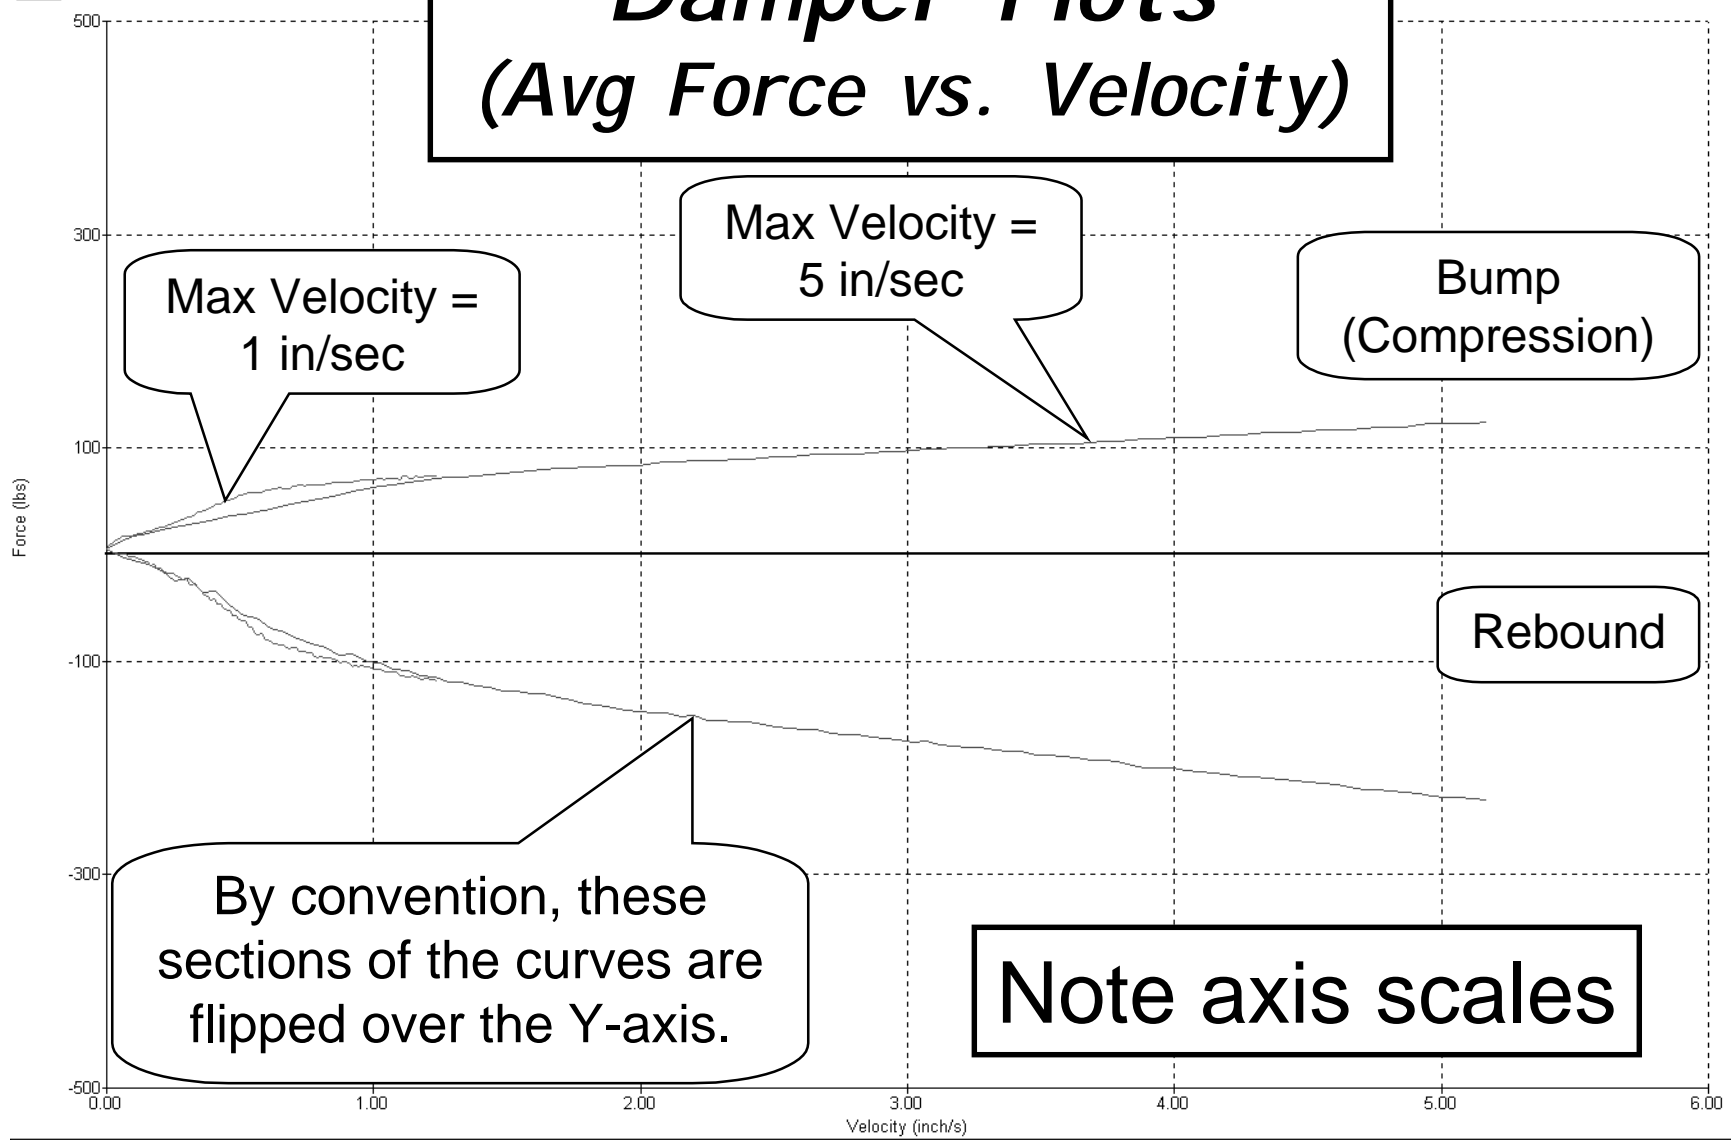 Damper Plots
(Avg Force vs. Velocity)
500
300
100
-100
-300
-500
Force (lbs)
Max Velocity =
1 in/sec
Max Velocity =
5 in/sec
Bump
(Compression)
Rebound
By convention, these
sections of the curves are
flipped over the Y-axis.
Note axis scales
0.00 1.00 2.00 3.00 4.00 5.00 6.00
Velocity (inch/s)